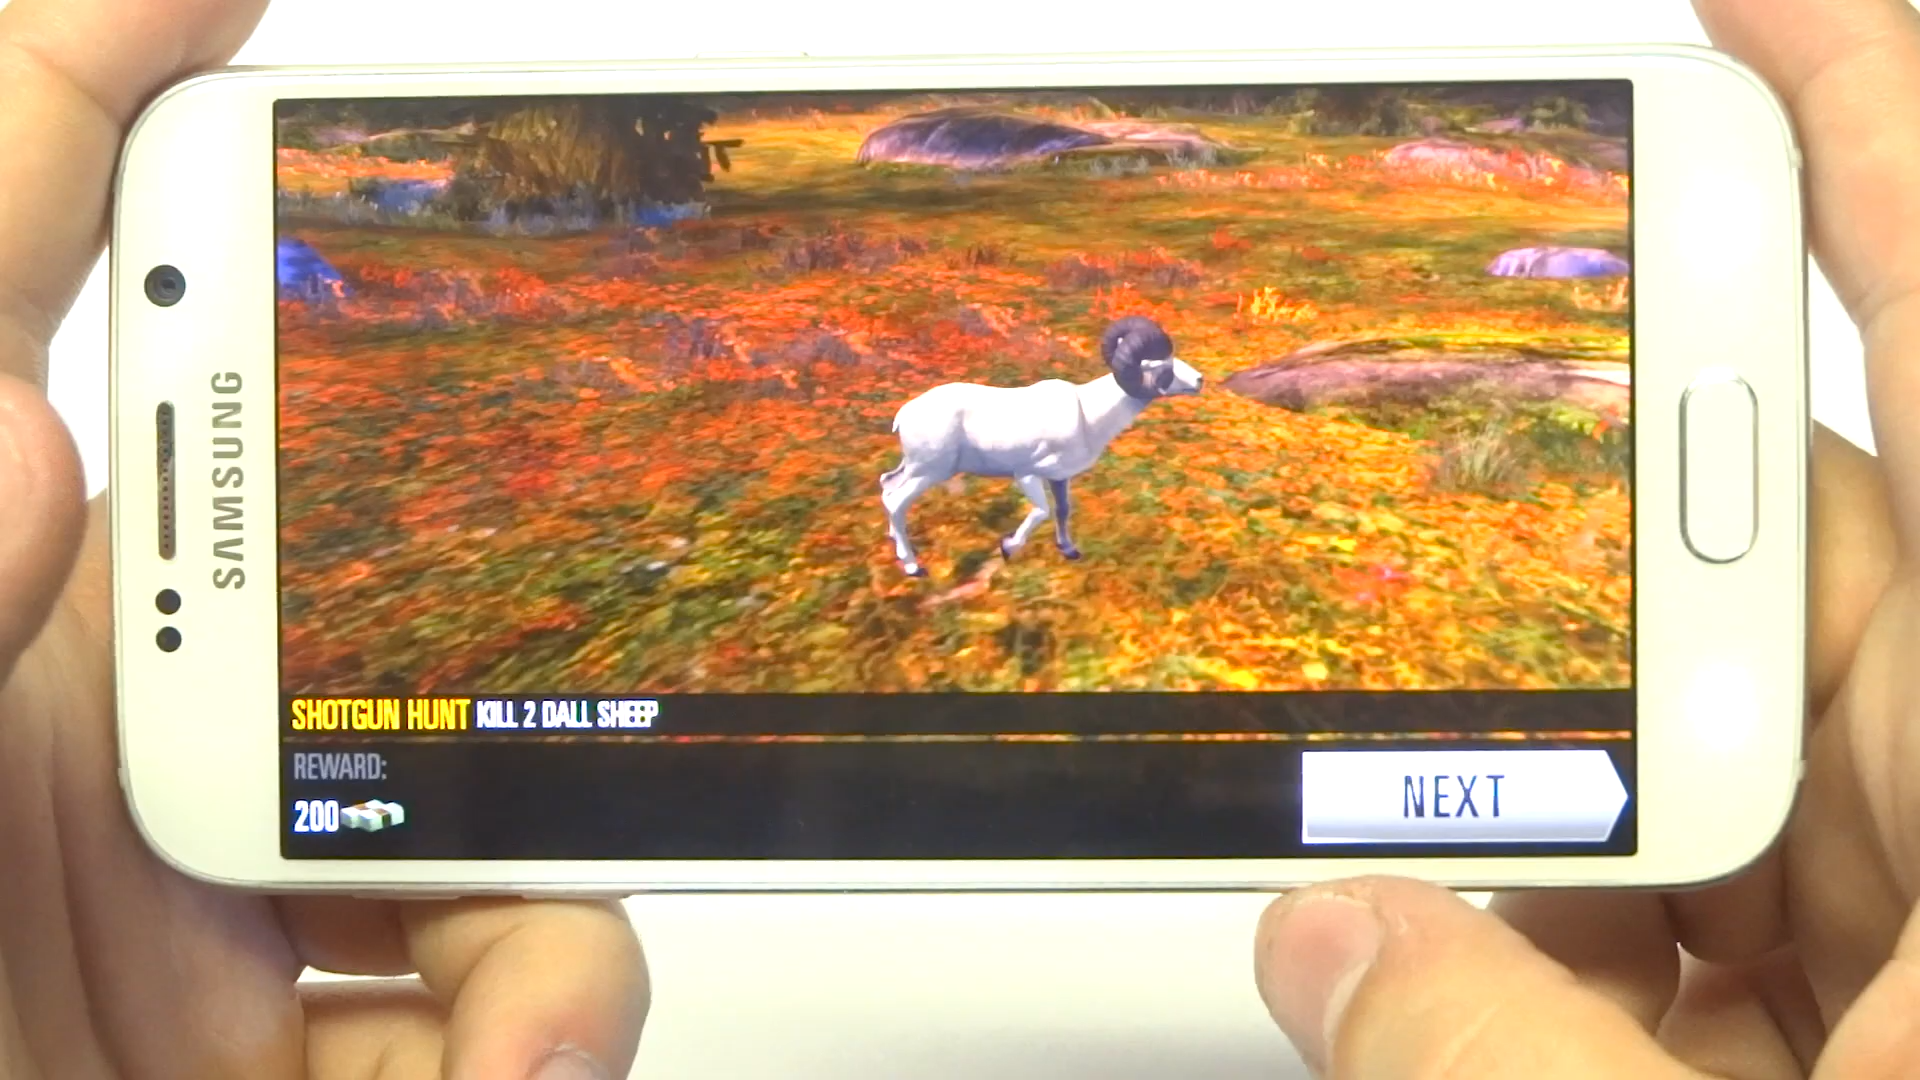 SAMSUNG
SHOTGUN HUNT KILL 2 DALL SHEEP
REWARD:
200
NEXT